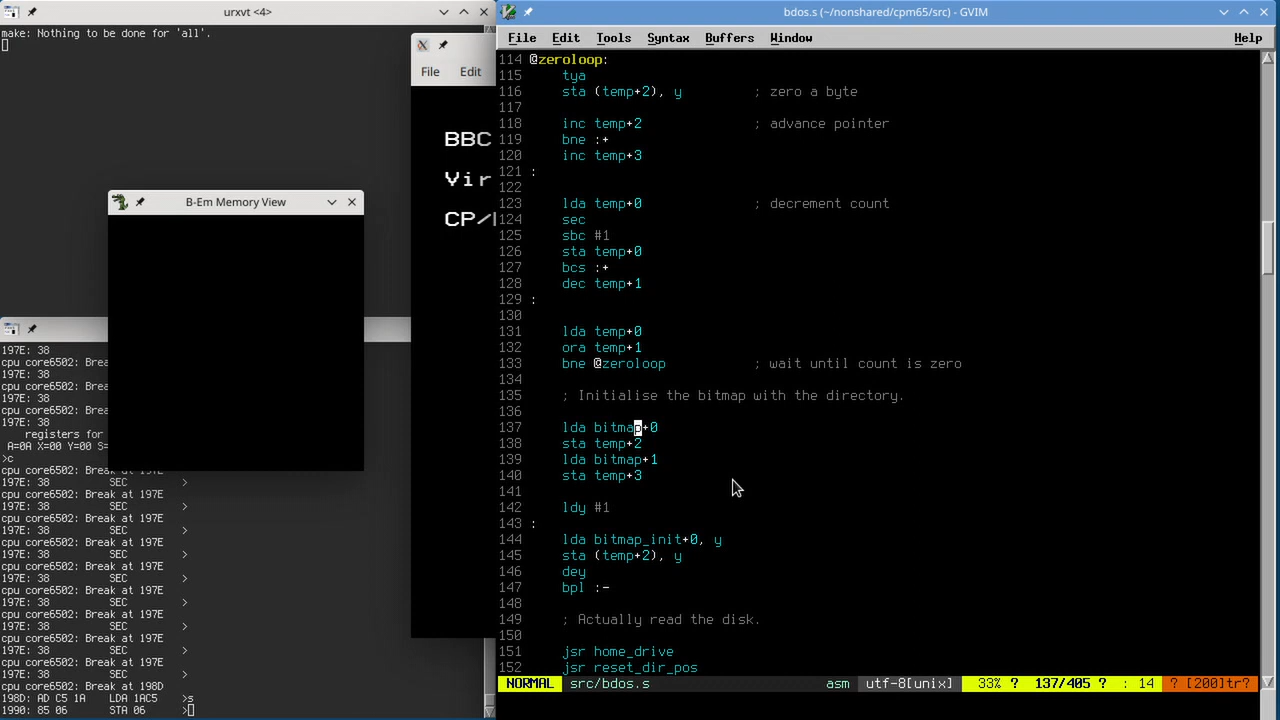 urxvt <4>
make: Nothing to be done for 'all'.
File Edit
BBC
Vir
CP/
B-Em Memory View
197E: 38
cpu core6502: Brea
197E: 38
cpu core6502: Brea
197E: 38
cpu core6502: Brea
197E: 38
registers for
A=0A X=00 Y=00 S=
>c
cpu core6502: Break at 197E
197E: 38 SEC >
cpu core6502: Break at 197E
197E: 38 SEC >
cpu core6502: Break at 197E
197E: 38 SEC >
cpu core6502: Break at 197E
197E: 38 SEC >
cpu core6502: Break at 197E
197E: 38 SEC >
cpu core6502: Break at 197E
197E: 38 SEC >
cpu core6502: Break at 197E
197E: 38 SEC >
cpu core6502: Break at 197E
197E: 38 SEC >
cpu core6502: Break at 197E
197E: 38 SEC >
cpu core6502: Break at 198D
198D: AD C5 1A LDA 1AC5 >s
1990: 85 06 STA 06 >
bdos.s (~/nonshared/cpm65/src) - GVIM
File Edit Tools Syntax Buffers Window Help
114 @zeroloop:
115 tya
116 sta (temp+2), y ; zero a byte
117
118 inc temp+2 ; advance pointer
119 bne :+
120 inc temp+3
121 :
122
123 lda temp+0 ; decrement count
124 sec
125 sbc #1
126 sta temp+0
127 bcs :+
128 dec temp+1
129 :
130
131 lda temp+0
132 ora temp+1
133 bne @zeroloop ; wait until count is zero
134
135 ; Initialise the bitmap with the directory.
136
137 lda bitmap+0
138 sta temp+2
139 lda bitmap+1
140 sta temp+3
141
142 ldy #1
143 :
144 lda bitmap_init+0, y
145 sta (temp+2), y
146 dey
147 bpl :-
148
149 ; Actually read the disk.
150
151 jsr home_drive
152 jsr reset_dir_pos
NORMAL src/bdos.s asm utf-8[unix] 33% ? 137/405 ? : 14 ? [200]tr?